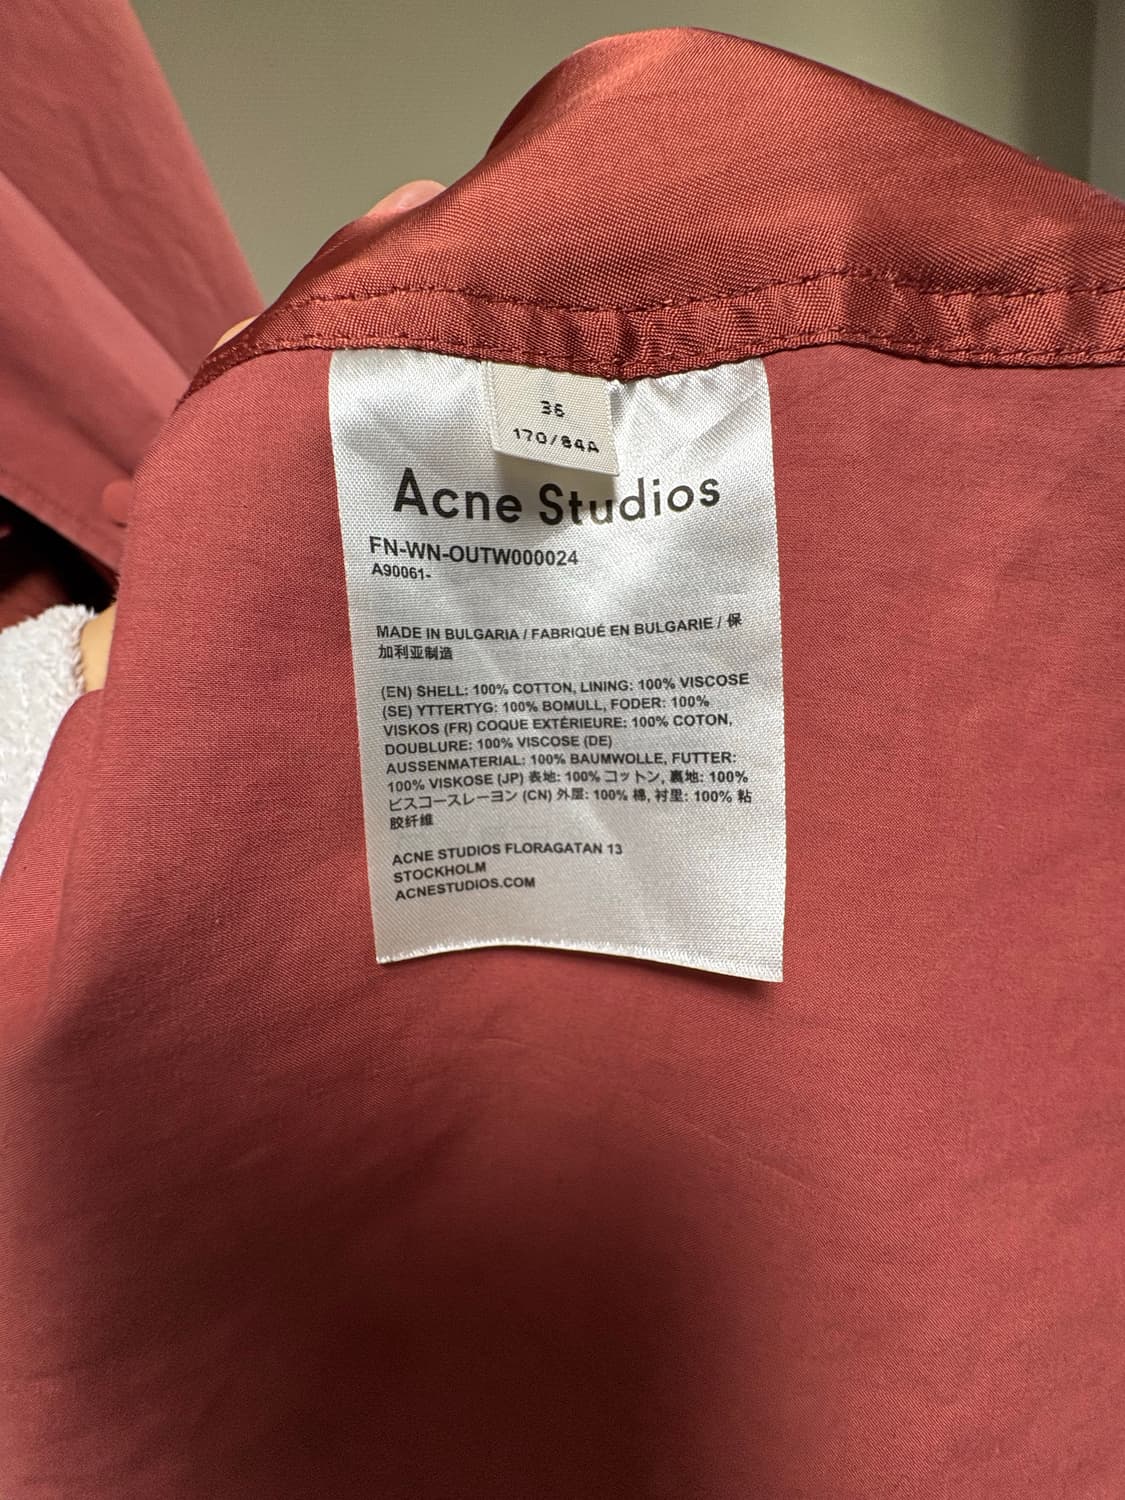 36
170/84A
Acne Studios
FN-WN-OUTW000024
A90061-
MADE IN BULGARIA / FABRIQUÉ EN BULGARIE / 保
加利亚制造
(EN) SHELL: 100% COTTON, LINING: 100% VISCOSE
(SE) YTTERTYG: 100% BOMULL, FODER: 100%
VISKOS (FR) COQUE EXTÉRIEURE: 100% COTON,
DOUBLURE: 100% VISCOSE (DE)
AUSSENMATERIAL: 100% BAUMWOLLE, FUTTER:
100% VISKOSE (JP) 表地: 100% コットン, 裏地: 100%
ビスコースレーヨン (CN) 外层: 100% 棉, 衬里: 100% 粘
胶纤维
ACNE STUDIOS FLORAGATAN 13
STOCKHOLM
ACNESTUDIOS.COM